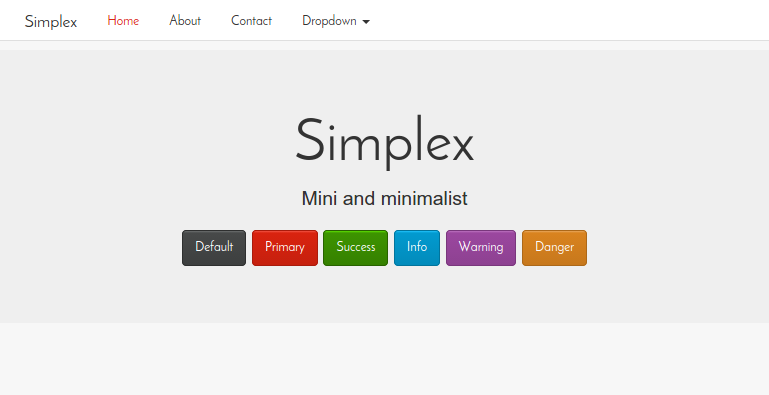 Simplex Home About Contact Dropdown
Simplex
Mini and minimalist
Default Primary Success Info Warning Danger